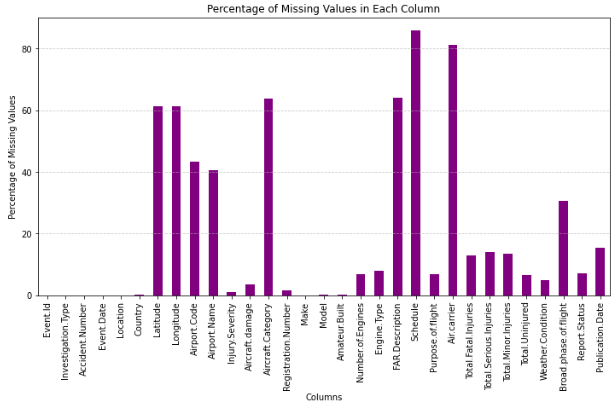 Percentage of Missing Values in Each Column
Percentage of Missing Values
80
60
40
20
0
Event.Id
Investigation.Type
Accident.Number
Event.Date
Location
Country
Latitude
Longitude
Airport.Code
Airport.Name
Injury.Severity
Aircraft.damage
Aircraft.Category
Registration.Number
Make
Model
Amateur.Built
Number.of.Engines
Engine.Type
FAR.Description
Schedule
Purpose.of.flight
Air.carrier
Total.Fatal.Injuries
Total.Serious.Injuries
Total.Minor.Injuries
Total.Uninjured
Weather.Condition
Broad.phase.of.flight
Report.Status
Publication.Date
Columns